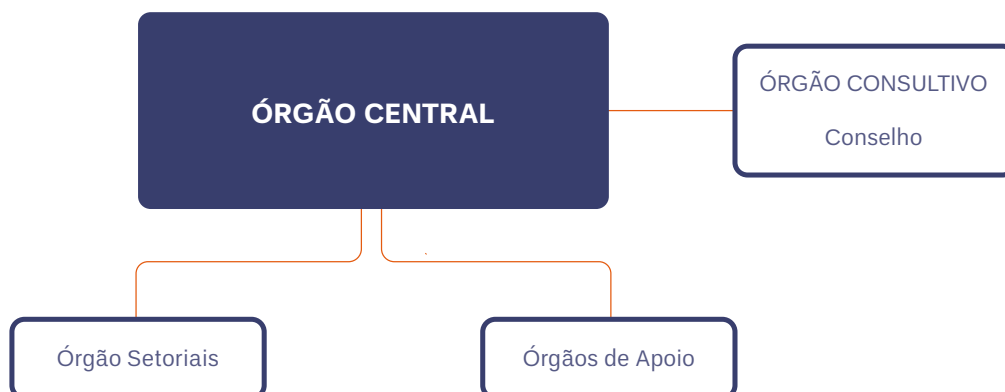 ÓRGÃO CENTRAL
ÓRGÃO CONSULTIVO
Conselho
Órgão Setoriais
Órgãos de Apoio